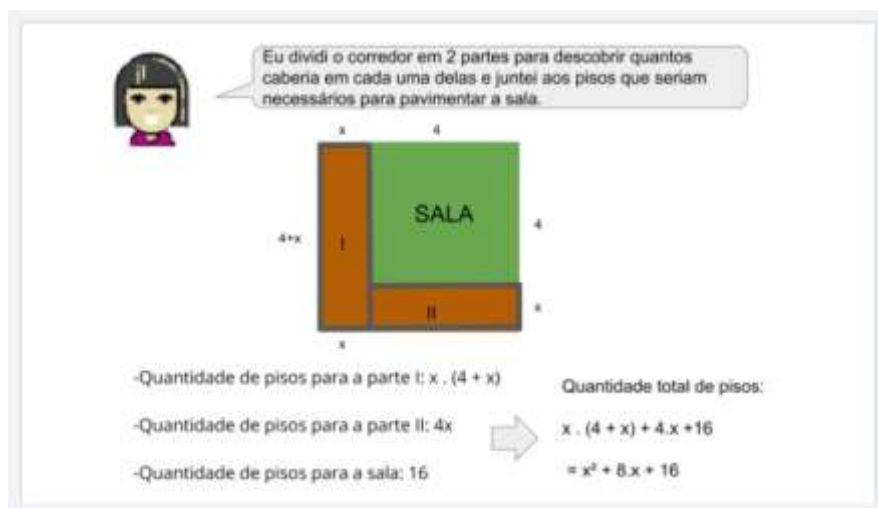 Eu dividi o corredor em 2 partes para descobrir quantos
caberia em cada uma delas e juntei aos pisos que seriam
necessários para pavimentar a sala.
x
4
SALA
4
4+x
I
x
II
x
-Quantidade de pisos para a parte I: x . (4 + x)
-Quantidade de pisos para a parte II: 4x
-Quantidade de pisos para a sala: 16
Quantidade total de pisos:
x . (4 + x) + 4.x +16
= x² + 8.x + 16